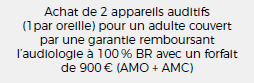 Achat de 2 appareils auditifs
(1 par oreille) pour un adulte couvert
par une garantie remboursant
l'audiologie à 100 % BR avec un forfait
de 900 € (AMO + AMC)